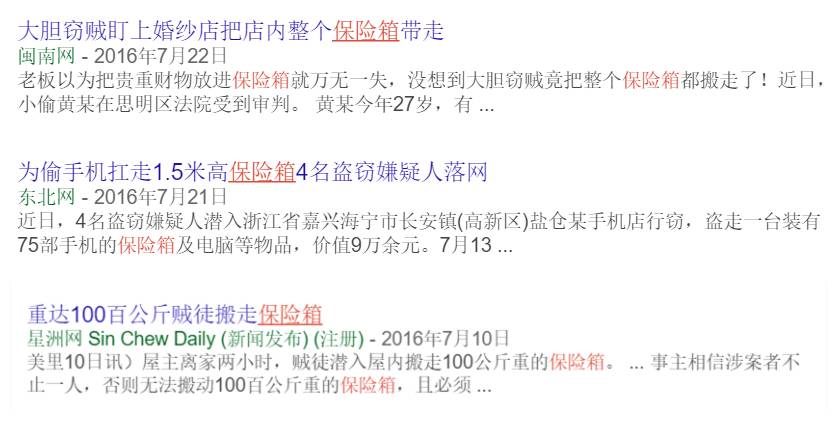 大胆窃贼盯上婚纱店把店内整个保险箱带走
闽南网 - 2016年7月22日
老板以为把贵重财物放进保险箱就万无一失，没想到大胆窃贼竟把整个保险箱都搬走了！近日，
小偷黄某在思明区法院受到审判。 黄某今年27岁，有 ...
为偷手机扛走1.5米高保险箱4名盗窃嫌疑人落网
东北网 - 2016年7月21日
近日，4名盗窃嫌疑人潜入浙江省嘉兴海宁市长安镇(高新区)盐仓某手机店行窃，盗走一台装有
75部手机的保险箱及电脑等物品，价值9万余元。7月13 ...
重达100百公斤贼徒搬走保险箱
星洲网 Sin Chew Daily (新闻发布) (注册) - 2016年7月10日
美里10日讯）屋主离家两小时，贼徒潜入屋内搬走100公斤重的保险箱。 ... 事主相信涉案者不
止一人，否则无法搬动100百公斤重的保险箱，且必须 ...